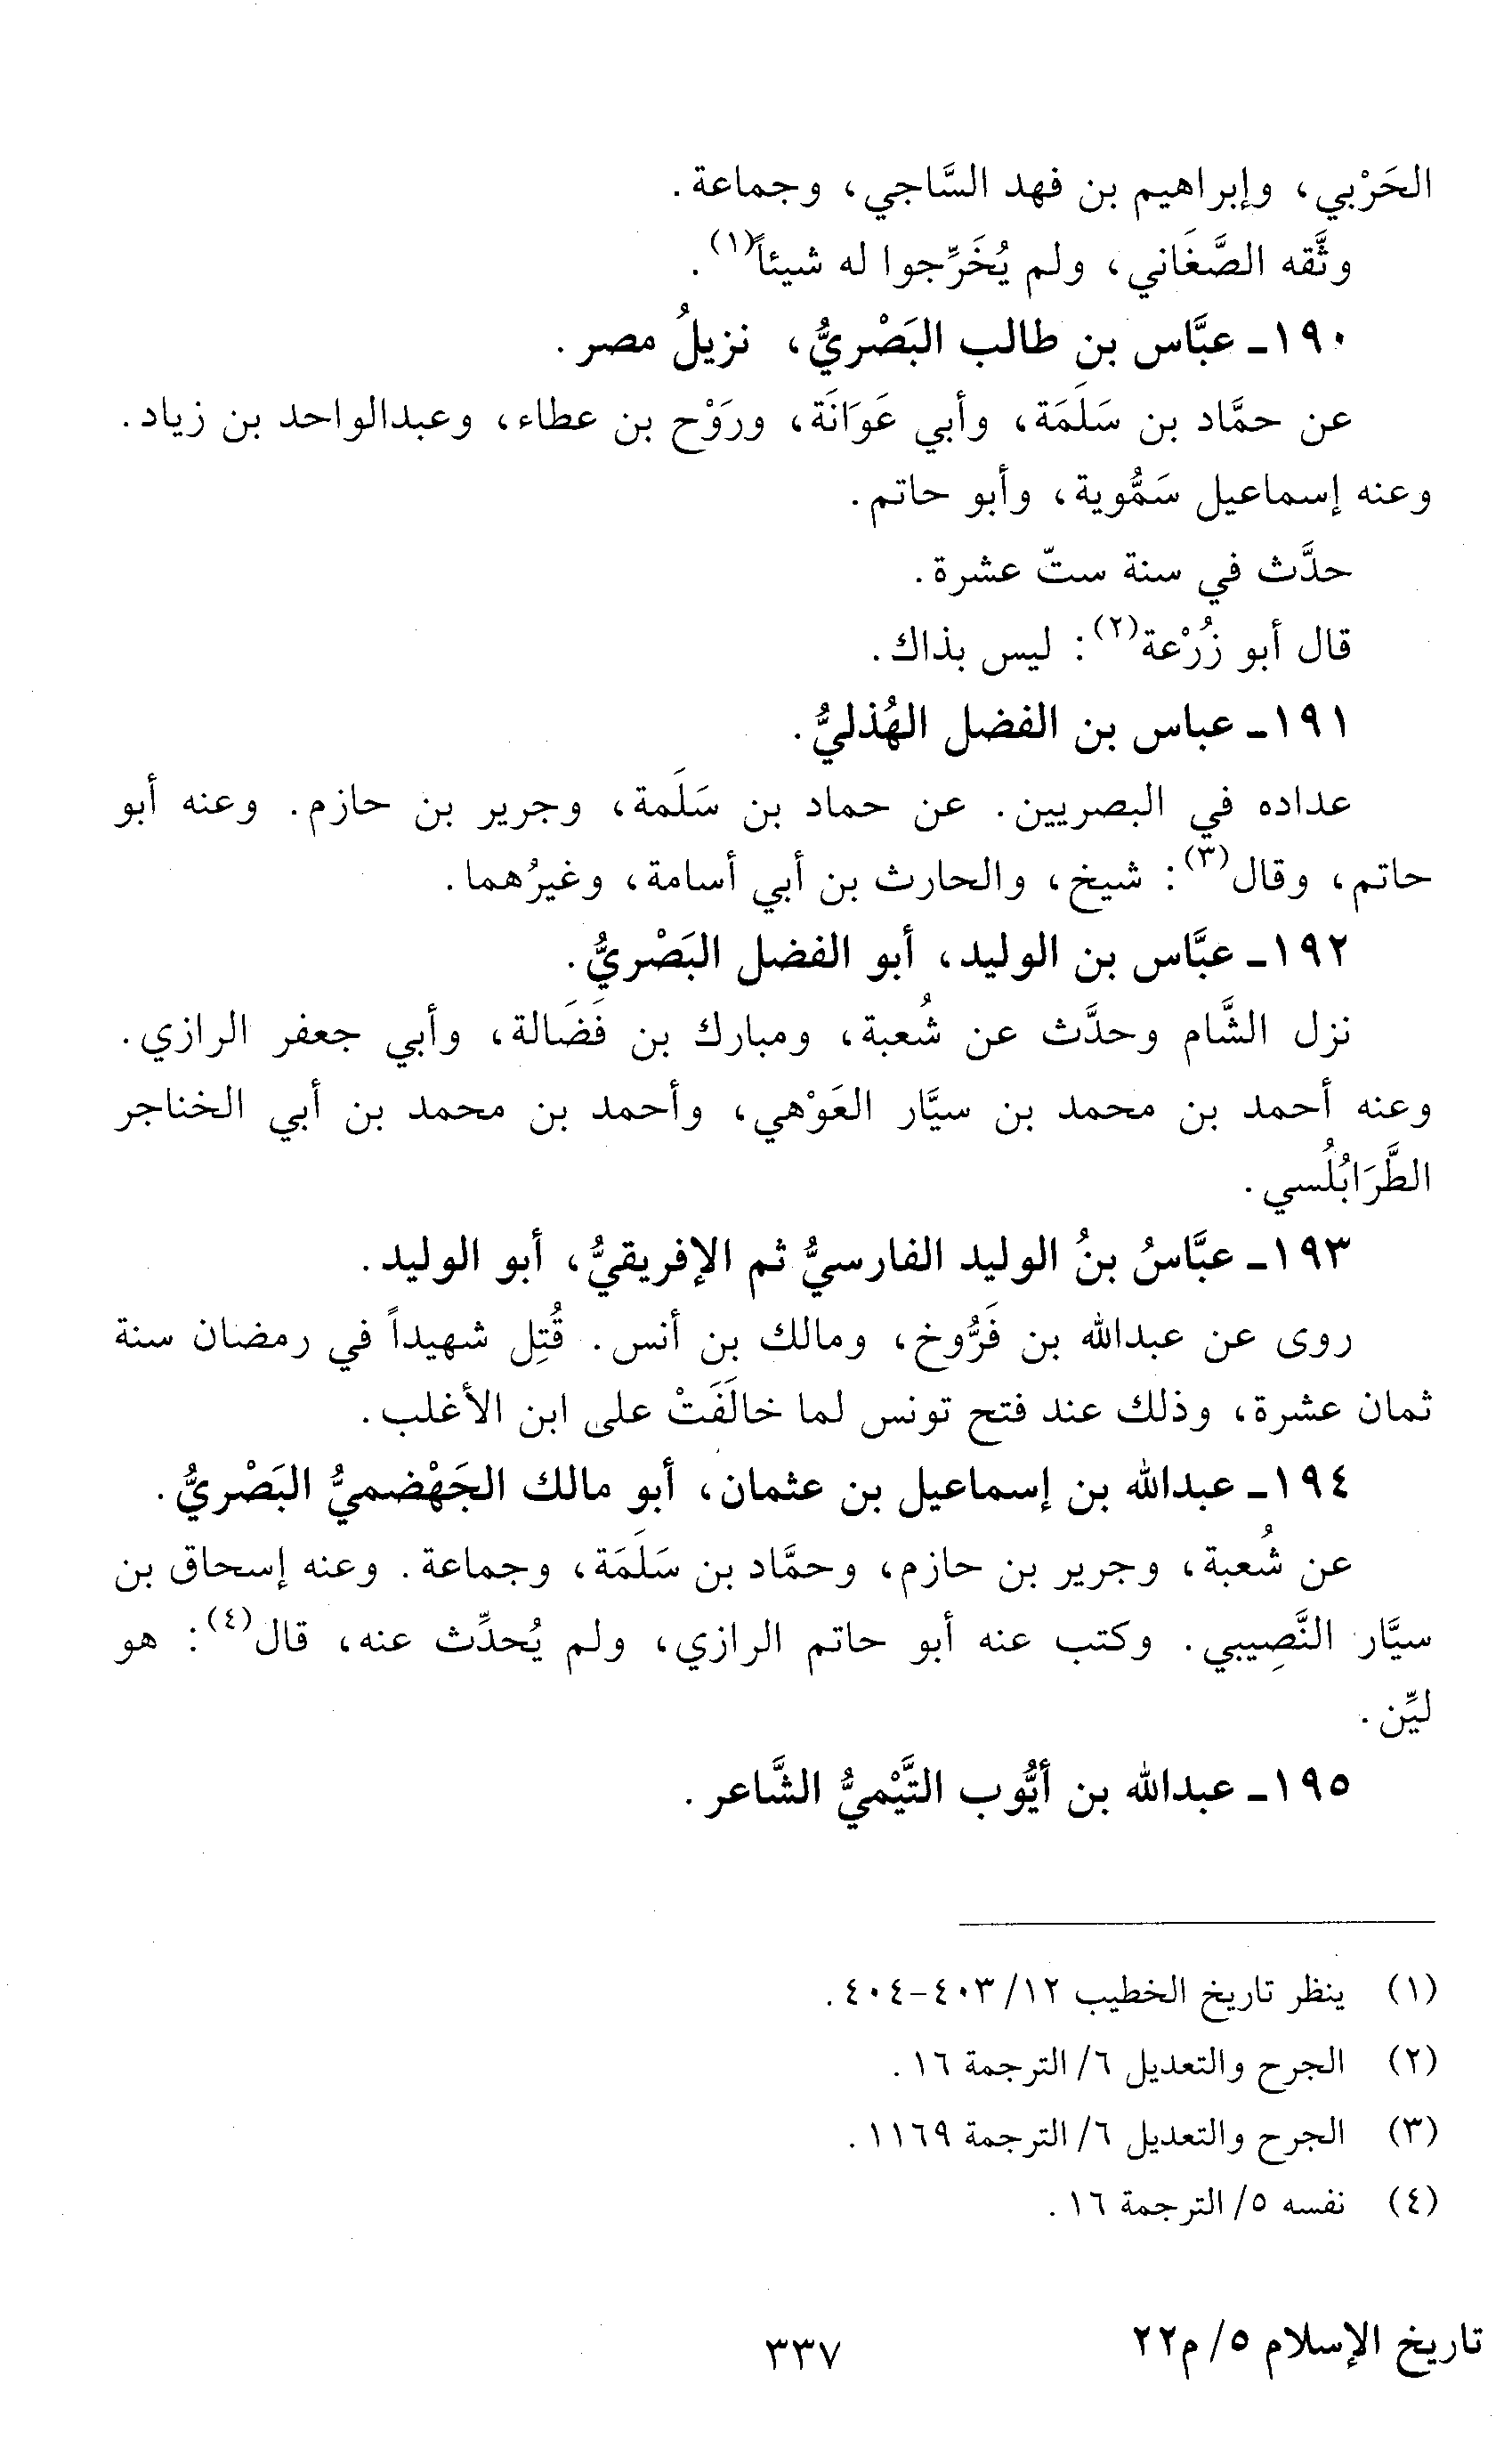 الحَرْبي، وإبراهيم بن فهد السَّاجي، وجماعة.
وثَّقه الصَّغَاني، ولم يُخَرِّجوا له شيئاً(١).
١٩٠ـ عبَّاس بن طالب البَصْريُّ، نزيلُ مصر.
عن حمَّاد بن سَلَمَة، وأبي عَوَانَة، ورَوْح بن عطاء، وعبدالواحد بن زياد.
وعنه إسماعيل سَمُّوية، وأبو حاتم.
حدَّث في سنة ستّ عشرة.
قال أبو زُرْعة(٢): ليس بذاك.
١٩١ـ عباس بن الفضل الهُذليُّ.
عداده في البصريين. عن حماد بن سَلَمة، وجرير بن حازم. وعنه أبو
حاتم، وقال(٣): شيخ، والحارث بن أبي أسامة، وغيرُهما.
١٩٢ـ عبَّاس بن الوليد، أبو الفضل البَصْريُّ.
نزل الشَّام وحدَّث عن شُعبة، ومبارك بن فَضَالة، وأبي جعفر الرازي.
وعنه أحمد بن محمد بن سيَّار العَوْهي، وأحمد بن محمد بن أبي الخناجر
الطَّرَابُلُسي.
١٩٣ـ عبَّاسُ بنُ الوليد الفارسيُّ ثم الإفريقيُّ، أبو الوليد.
روى عن عبدالله بن فَرُّوخ، ومالك بن أنس. قُتِل شهيداً في رمضان سنة
ثمان عشرة، وذلك عند فتح تونس لما خالَفَتْ على ابن الأغلب.
١٩٤ـ عبدالله بن إسماعيل بن عثمان، أبو مالك الجَهْضميُّ البَصْريُّ.
عن شُعبة، وجرير بن حازم، وحمَّاد بن سَلَمَة، وجماعة. وعنه إسحاق بن
سيَّار النَّصِيبي. وكتب عنه أبو حاتم الرازي، ولم يُحدِّث عنه، قال(٤): هو
ليِّن.
١٩٥ـ عبدالله بن أيُّوب التَّيْميُّ الشَّاعر.
(١) ينظر تاريخ الخطيب ١٢/ ٤٠٣-٤٠٤.
(٢) الجرح والتعديل ٦/ الترجمة ١٦.
(٣) الجرح والتعديل ٦/ الترجمة ١١٦٩.
(٤) نفسه ٥/ الترجمة ١٦.
تاريخ الإسلام ٥/ م٢٢
٣٣٧